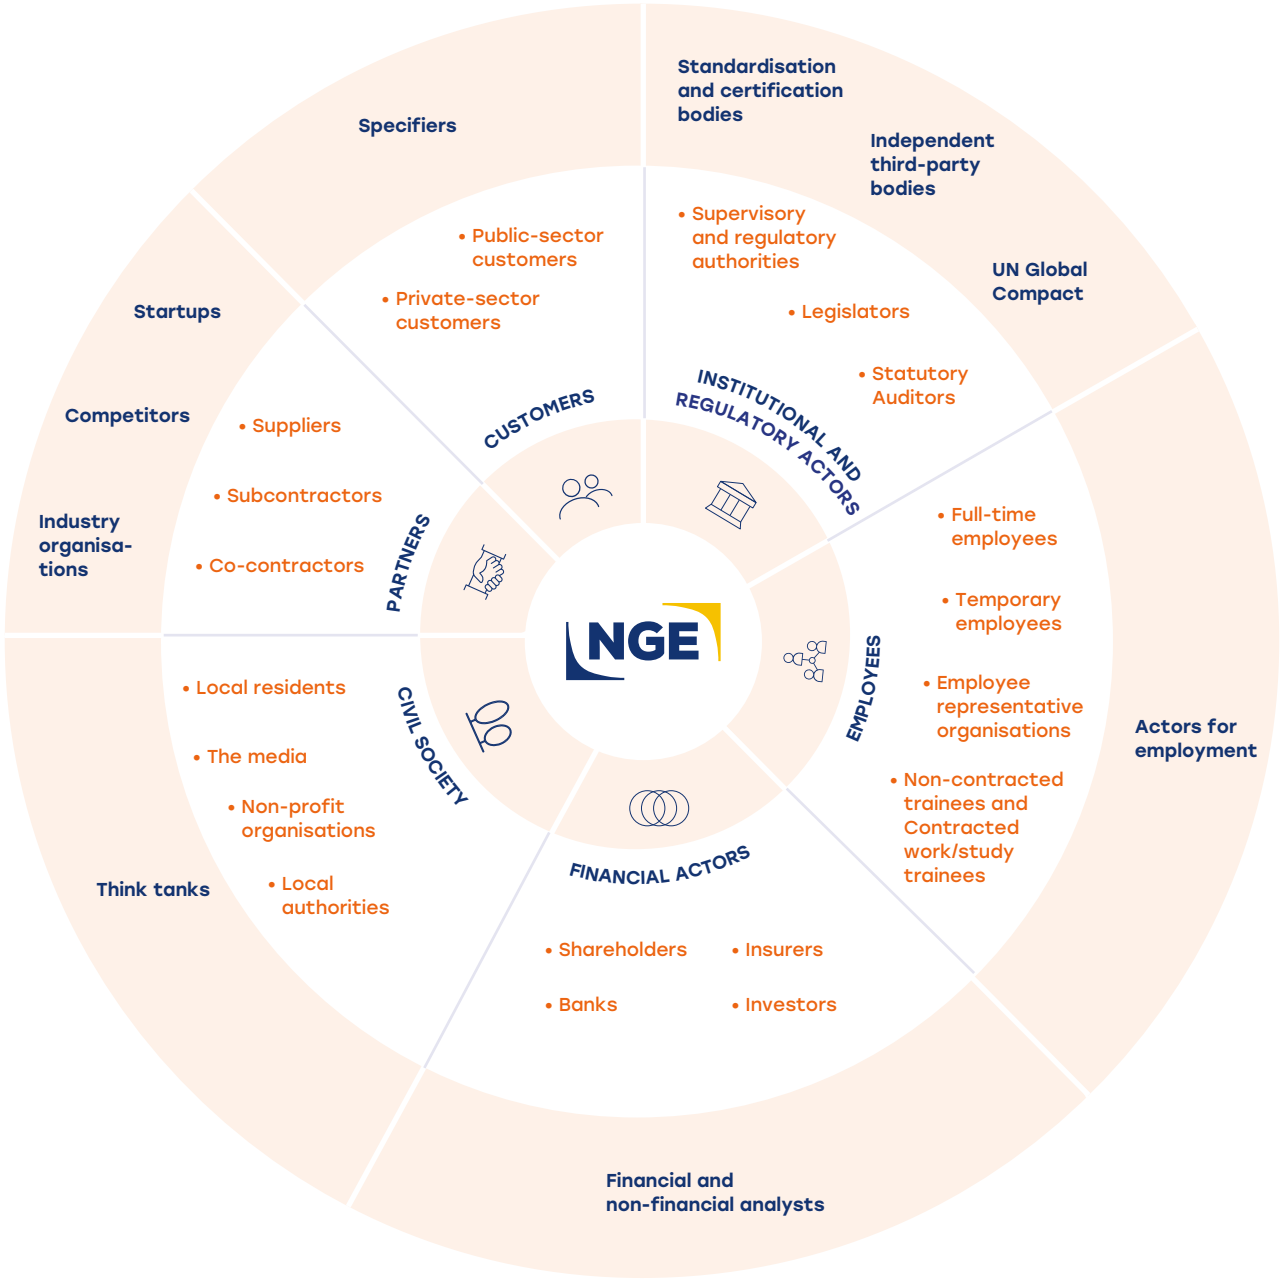 Standardisation
and certification
bodies
Independent
third-party
bodies
UN Global
Compact
• Supervisory
and regulatory
authorities
• Legislators
• Statutory
Auditors
INSTITUTIONAL AND
REGULATORY ACTORS
Actors for
employment
• Full-time
employees
• Temporary
employees
• Employee
representative
organisations
• Non-contracted
trainees and
Contracted
work/study
trainees
EMPLOYEES
FINANCIAL ACTORS
• Shareholders
• Banks
• Insurers
• Investors
Financial and
non-financial analysts
CIVIL SOCIETY
• Local residents
• The media
• Non-profit
organisations
• Local
authorities
Think tanks
PARTNERS
• Suppliers
• Subcontractors
• Co-contractors
Startups
Competitors
Industry
organisa-
tions
CUSTOMERS
• Public-sector
customers
• Private-sector
customers
Specifiers
NGE